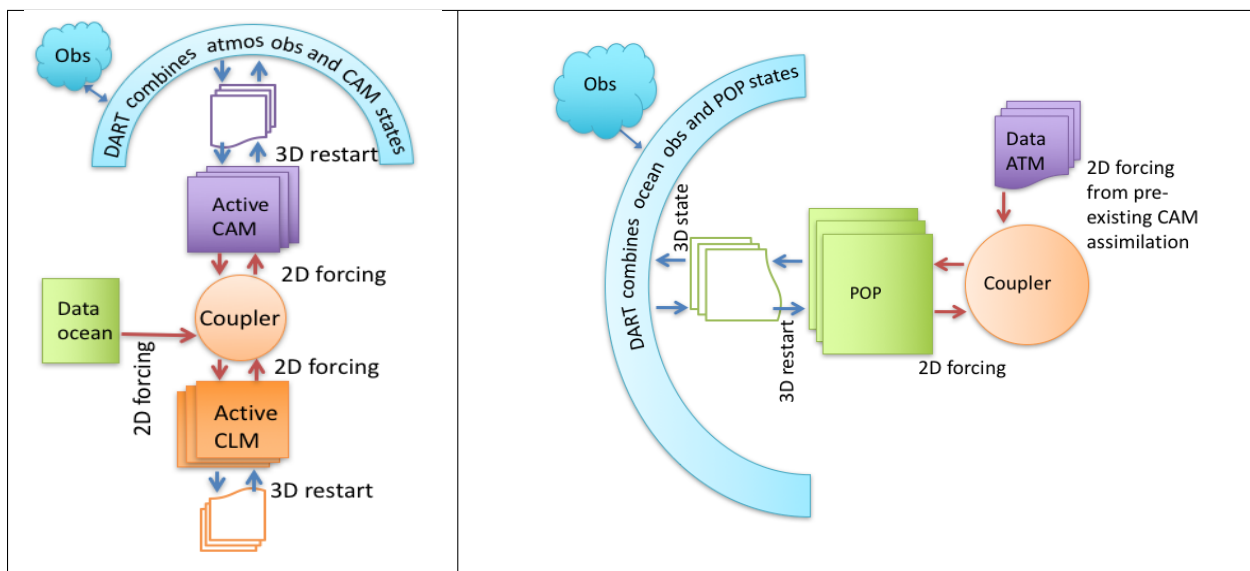 Obs
DART combines atmos obs and CAM states
3D restart
Active
CAM
2D forcing
Data
ocean
Coupler
2D forcing
2D forcing
Active
CLM
3D restart
Obs
DART combines ocean obs and POP states
3D state
3D restart
POP
2D forcing
Data
ATM
2D forcing
from pre-
existing CAM
assimilation
Coupler